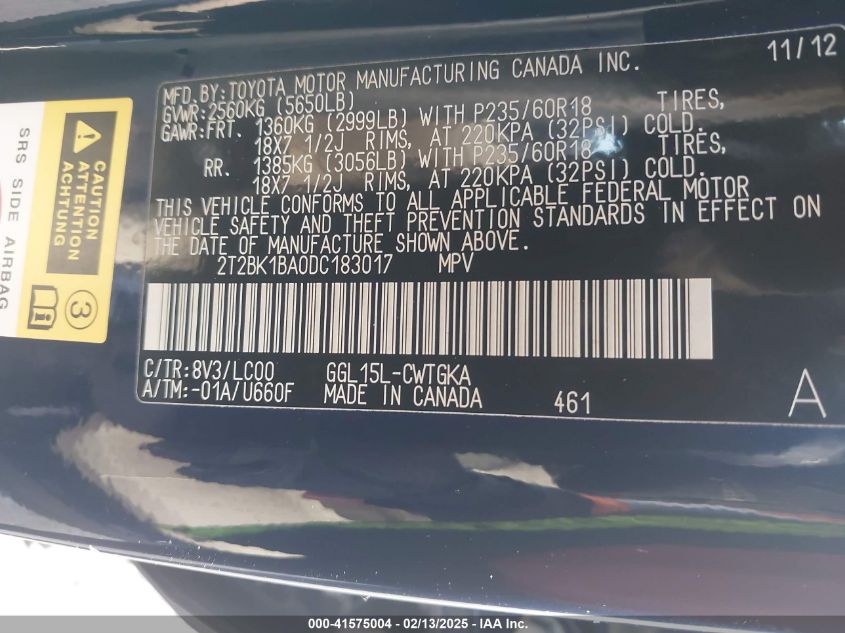 11/12
MFD.BY:TOYOTA MOTOR MANUFACTURING CANADA INC.
GVWR:2560KG (5650LB)
GAWR:FRT. 1360KG (2999LB) WITH P235/60R18 TIRES,
18X7 1/2J RIMS, AT 220KPA (32PSI) COLD.
RR. 1385KG (3056LB) WITH P235/60R18 TIRES,
18X7 1/2J RIMS, AT 220KPA (32PSI) COLD.
THIS VEHICLE CONFORMS TO ALL APPLICABLE FEDERAL MOTOR
VEHICLE SAFETY AND THEFT PREVENTION STANDARDS IN EFFECT ON
THE DATE OF MANUFACTURE SHOWN ABOVE.
2T2BK1BA0DC183017 MPV
C/TR:8V3/LC00 GGL15L-CWTGKA
A/TM:-01A/U660F MADE IN CANADA 461 A
SRS SIDE AIRBAG
CAUTION
ATTENTION
ACHTUNG
3
000-41575004 - 02/13/2025 - IAA Inc.